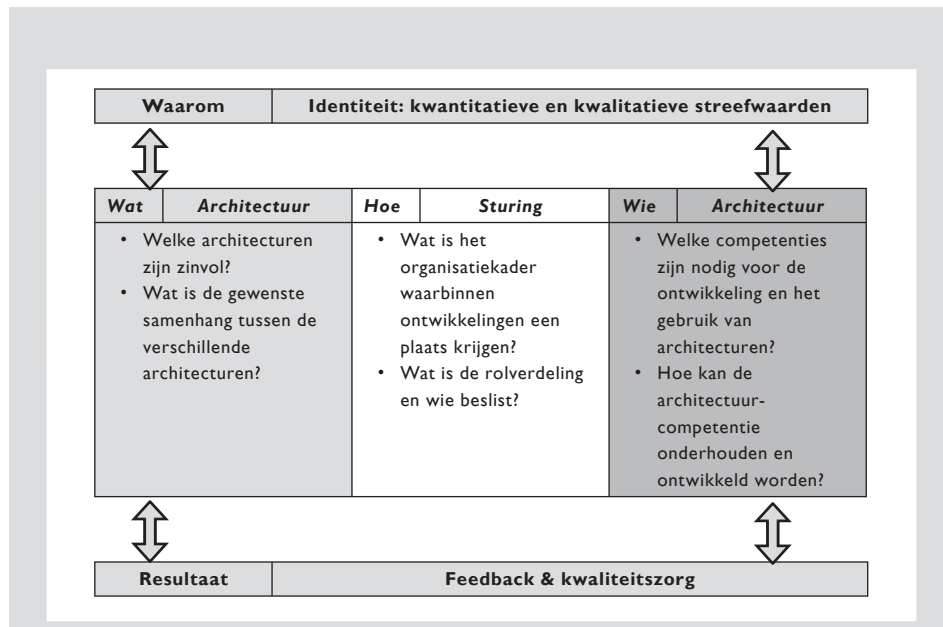 Waarom Identiteit: kwantitatieve en kwalitatieve streefwaarden
Wat Architectuur Hoe Sturing Wie Architectuur
• Welke architecturen
zijn zinvol?
• Wat is de gewenste
samenhang tussen de
verschillende
architecturen?
• Wat is het
organisatiekader
waarbinnen
ontwikkelingen een
plaats krijgen?
• Wat is de rolverdeling
en wie beslist?
• Welke competenties
zijn nodig voor de
ontwikkeling en het
gebruik van
architecturen?
• Hoe kan de
architectuur-
competentie
onderhouden en
ontwikkeld worden?
Resultaat Feedback & kwaliteitszorg